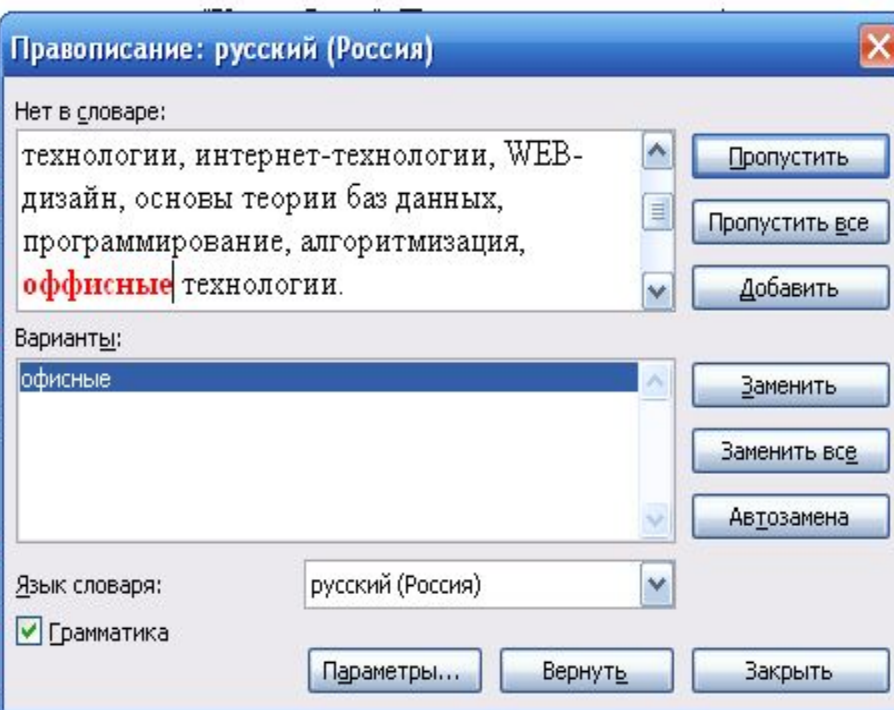 Правописание: русский (Россия)
Нет в словаре:
технологии, интернет-технологии, WEB-
дизайн, основы теории баз данных,
программирование, алгоритмизация,
оффисные технологии.
Пропустить
Пропустить все
Добавить
Варианты:
офисные
Заменить
Заменить все
Автозамена
Язык словаря:
русский (Россия)
Грамматика
Параметры...
Вернуть
Закрыть